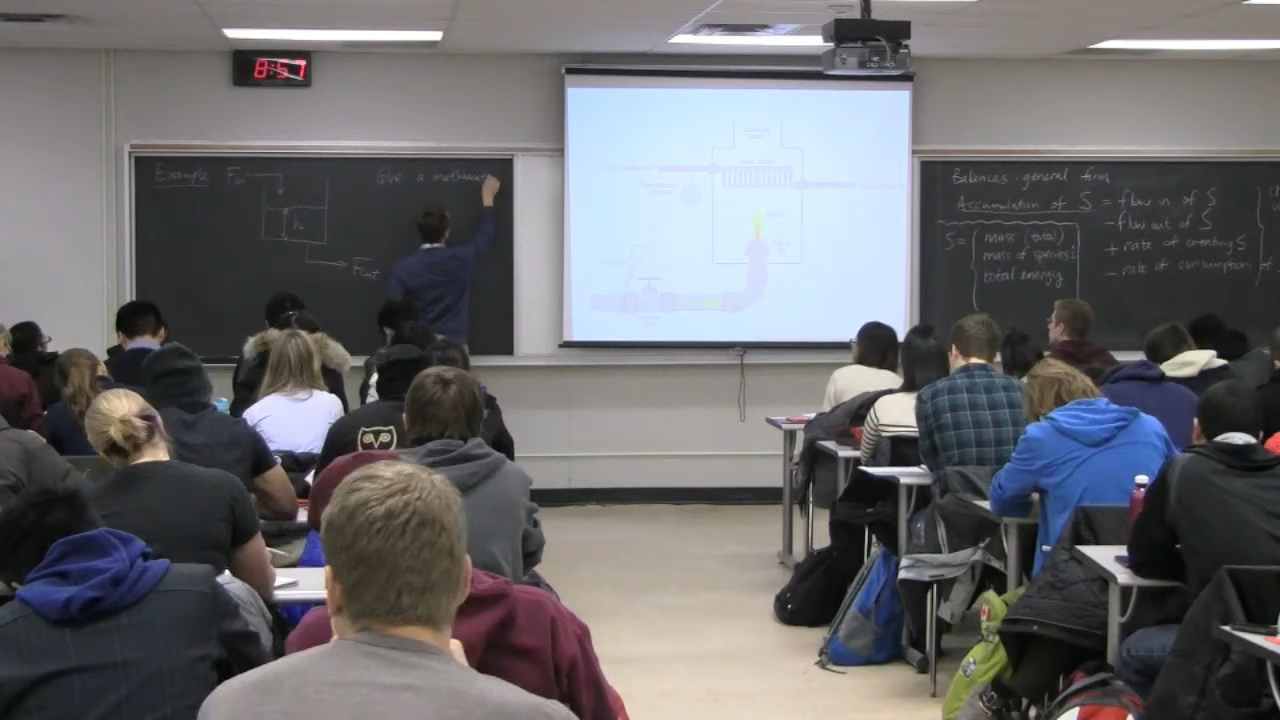 8:57
Example
Fin
h
Fout
Give a mathemat
Balances: general form
Accumulation of S = flow in of S
- flow out of S
+ rate of creating S
- rate of consumption of
S = { mass (total)
mass of species i
total energy